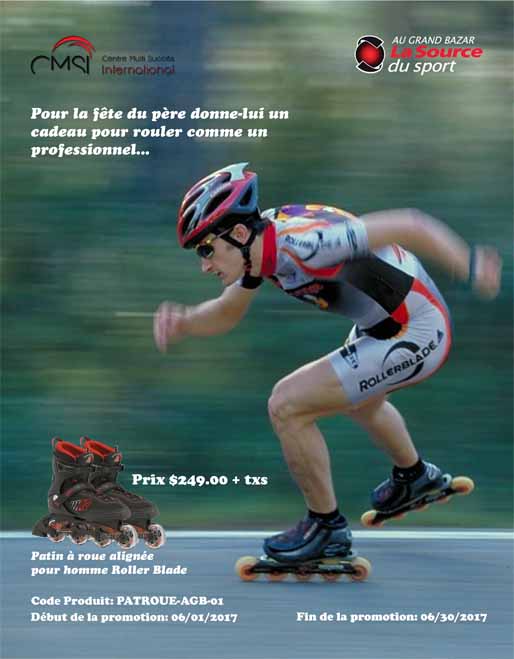 CMSI Centre Multi Succès
International
AU GRAND BAZAR
La Source
du sport
Pour la fête du père donne-lui un
cadeau pour rouler comme un
professionnel...
ROLLERBLADE
Prix $249.00 + txs
Patin à roue alignée
pour homme Roller Blade
Code Produit: PATROUE-AGB-01
Début de la promotion: 06/01/2017
Fin de la promotion: 06/30/2017